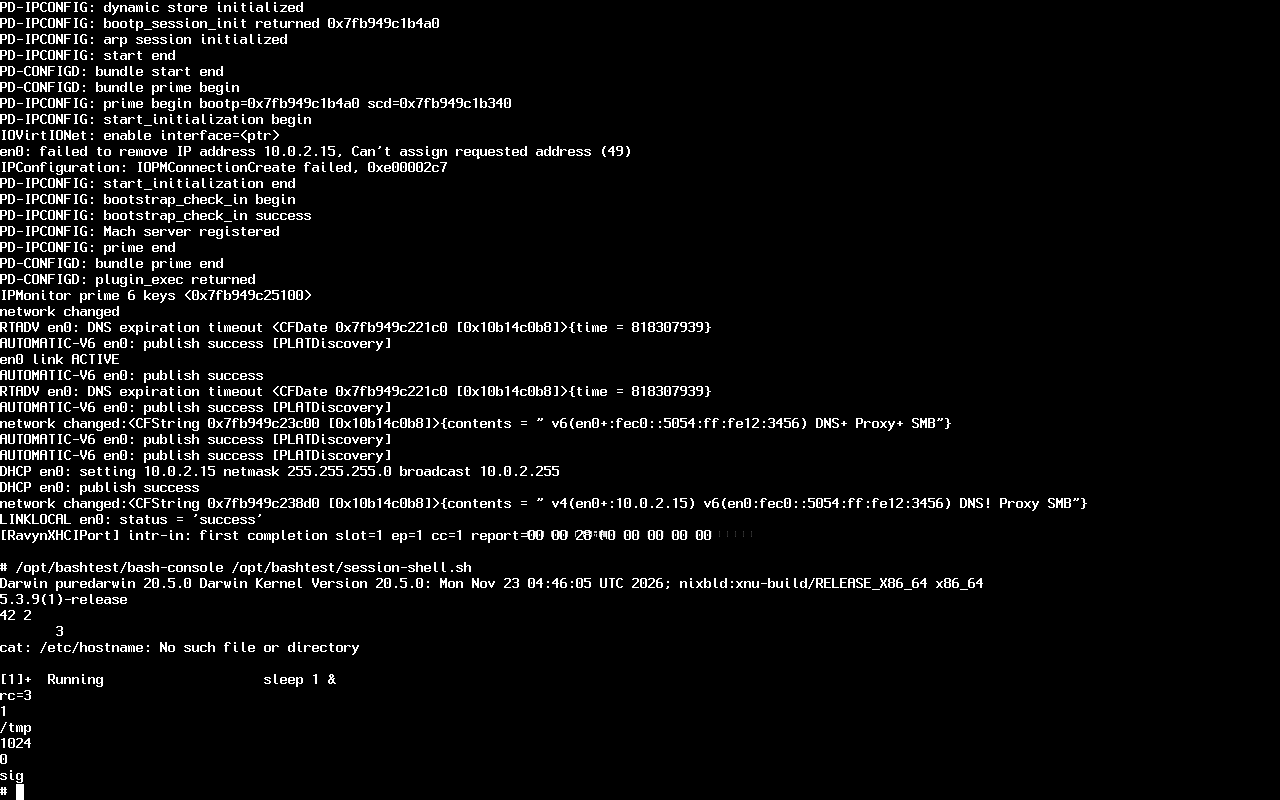 PD-IPCONFIG: dynamic store initialized
PD-IPCONFIG: bootp_session_init returned 0x7fb949c1b4a0
PD-IPCONFIG: arp session initialized
PD-IPCONFIG: start end
PD-CONFIGD: bundle start end
PD-CONFIGD: bundle prime begin
PD-IPCONFIG: prime begin bootp=0x7fb949c1b4a0 scd=0x7fb949c1b340
PD-IPCONFIG: start_initialization begin
IOVirtIONet: enable interface=<ptr>
en0: failed to remove IP address 10.0.2.15, Can't assign requested address (49)
IPConfiguration: IOPMConnectionCreate failed, 0xe00002c7
PD-IPCONFIG: start_initialization end
PD-IPCONFIG: bootstrap_check_in begin
PD-IPCONFIG: bootstrap_check_in success
PD-IPCONFIG: Mach server registered
PD-IPCONFIG: prime end
PD-CONFIGD: bundle prime end
PD-CONFIGD: plugin_exec returned
IPMonitor prime 6 keys <0x7fb949c25100>
network changed
RTADV en0: DNS expiration timeout <CFDate 0x7fb949c221c0 [0x10b14c0b8]>{time = 818307939}
AUTOMATIC-V6 en0: publish success [PLATDiscovery]
en0 link ACTIVE
AUTOMATIC-V6 en0: publish success
RTADV en0: DNS expiration timeout <CFDate 0x7fb949c221c0 [0x10b14c0b8]>{time = 818307939}
AUTOMATIC-V6 en0: publish success [PLATDiscovery]
network changed:<CFString 0x7fb949c23c00 [0x10b14c0b8]>{contents = " v6(en0+:fec0::5054:ff:fe12:3456) DNS+ Proxy+ SMB"}
AUTOMATIC-V6 en0: publish success [PLATDiscovery]
AUTOMATIC-V6 en0: publish success [PLATDiscovery]
DHCP en0: setting 10.0.2.15 netmask 255.255.255.0 broadcast 10.0.2.255
DHCP en0: publish success
network changed:<CFString 0x7fb949c238d0 [0x10b14c0b8]>{contents = " v4(en0+:10.0.2.15) v6(en0:fec0::5054:ff:fe12:3456) DNS! Proxy SMB"}
LINKLOCAL en0: status = 'success'
[RavynXHCIPort] intr-in: first completion slot=1 ep=1 cc=1 report=00 00 28 00 00 00 00
# /opt/bashtest/bash-console /opt/bashtest/session-shell.sh
Darwin puredarwin 20.5.0 Darwin Kernel Version 20.5.0: Mon Nov 23 04:46:05 UTC 2026; nixbld:xnu-build/RELEASE_X86_64 x86_64
5.3.9(1)-release
42 2
3
cat: /etc/hostname: No such file or directory
[1]+  Running                    sleep 1 &
rc=3
1
/tmp
1024
0
sig
#